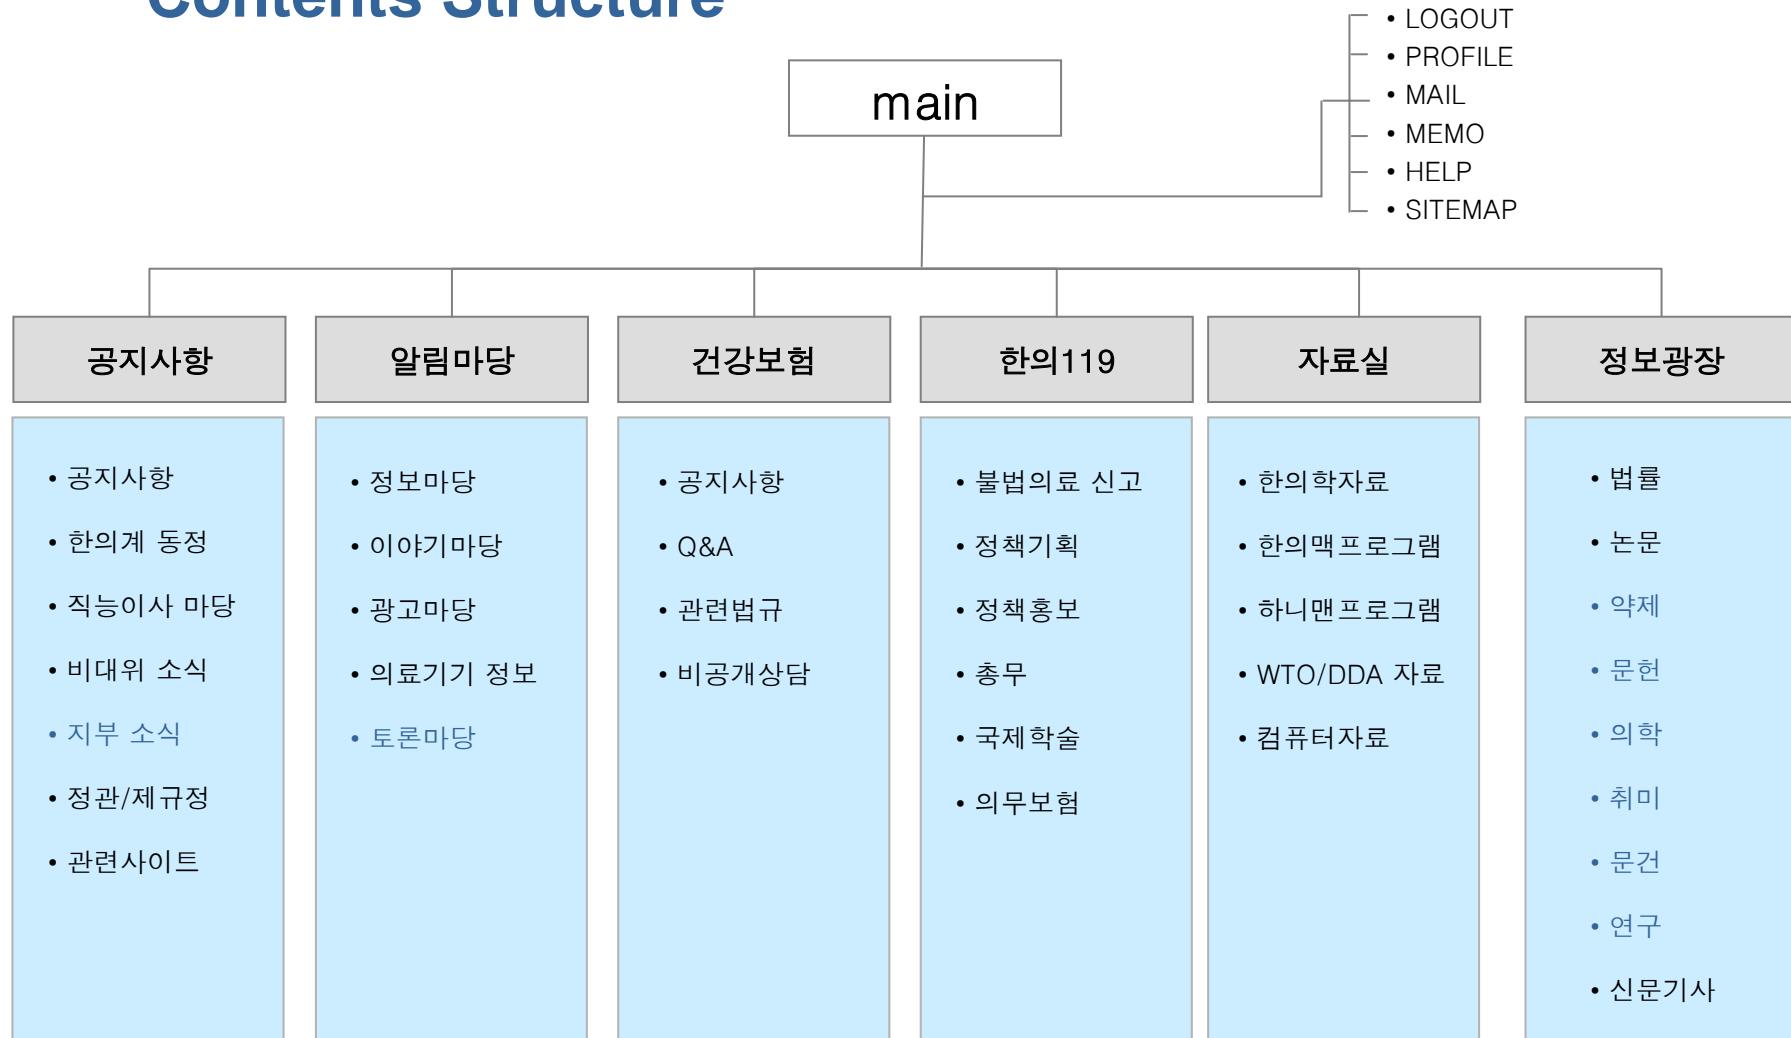 Contents Structure
• LOGOUT
• PROFILE
• MAIL
• MEMO
• HELP
• SITEMAP
main
공지사항
• 공지사항
• 한의계 동정
• 직능이사 마당
• 비대위 소식
• 지부 소식
• 정관/제규정
• 관련사이트
알림마당
• 정보마당
• 이야기마당
• 광고마당
• 의료기기 정보
• 토론마당
건강보험
• 공지사항
• Q&A
• 관련법규
• 비공개상담
한의119
• 불법의료 신고
• 정책기획
• 정책홍보
• 총무
• 국제학술
• 의무보험
자료실
• 한의학자료
• 한의맥프로그램
• 하니맨프로그램
• WTO/DDA 자료
• 컴퓨터자료
정보광장
• 법률
• 논문
• 약제
• 문헌
• 의학
• 취미
• 문건
• 연구
• 신문기사